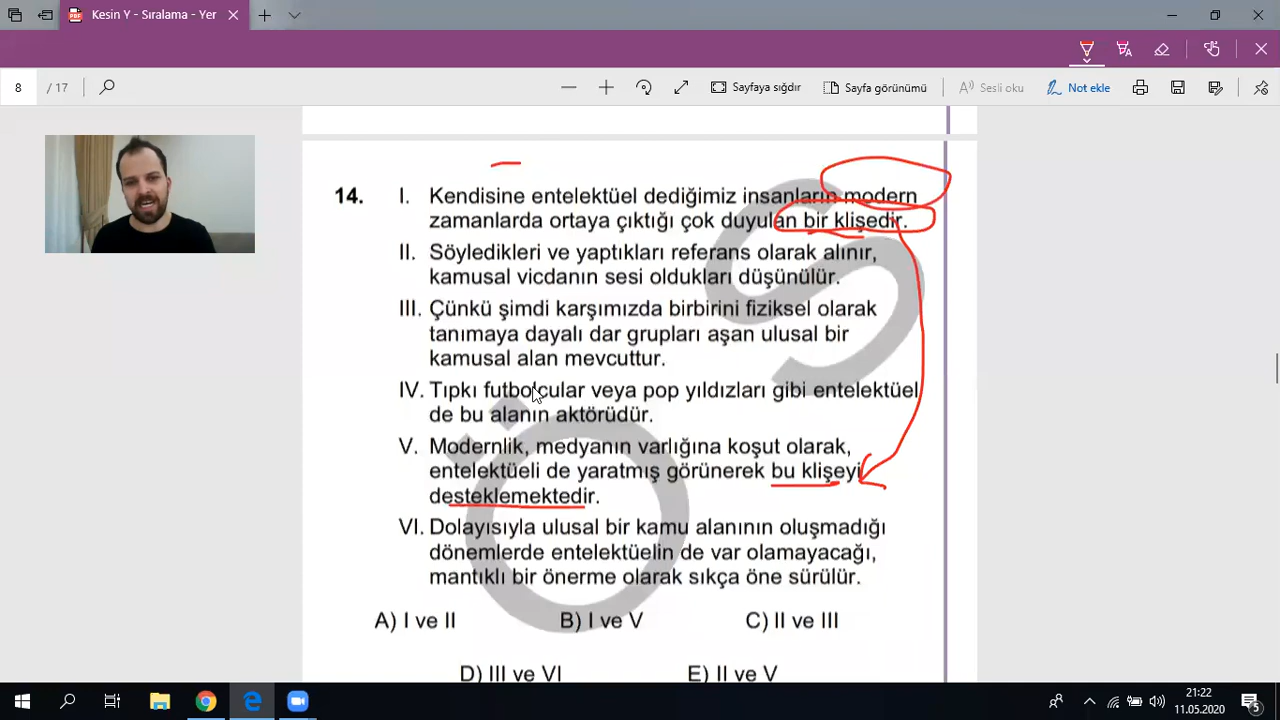 Kesin Y - Sıralama - Yer
8 / 17
Sayfaya sığdır
Sayfa görünümü
Sesli oku
Not ekle
14. I. Kendisine entelektüel dediğimiz insanların modern
zamanlarda ortaya çıktığı çok duyulan bir klişedir.
II. Söyledikleri ve yaptıkları referans olarak alınır,
kamusal vicdanın sesi oldukları düşünülür.
III. Çünkü şimdi karşımızda birbirini fiziksel olarak
tanımaya dayalı dar grupları aşan ulusal bir
kamusal alan mevcuttur.
IV. Tıpkı futbolcular veya pop yıldızları gibi entelektüel
de bu alanın aktörüdür.
V. Modernlik, medyanın varlığına koşut olarak,
entelektüeli de yaratmış görünerek bu klişeyi
desteklemektedir.
VI. Dolayısıyla ulusal bir kamu alanının oluşmadığı
dönemlerde entelektüelin de var olamayacağı,
mantıklı bir önerme olarak sıkça öne sürülür.
A) I ve II B) I ve V C) II ve III
D) III ve VI E) II ve V
21:22
11.05.2020
5